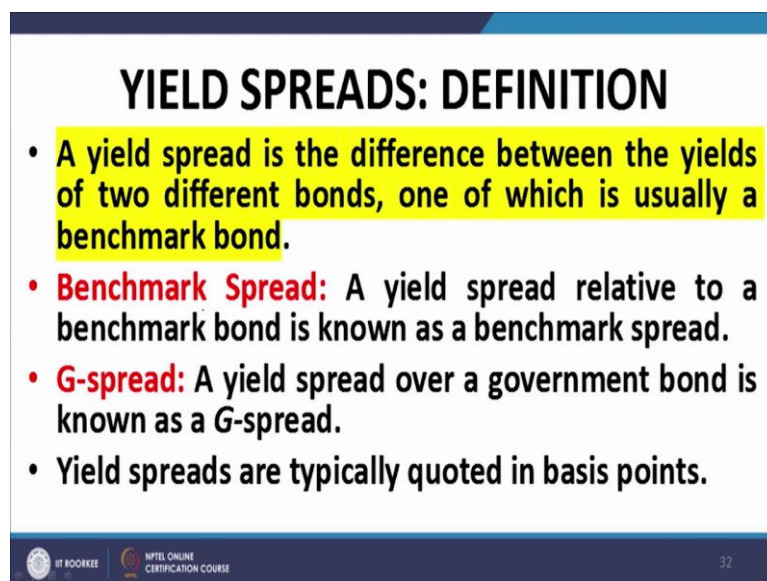 YIELD SPREADS: DEFINITION
• A yield spread is the difference between the yields
of two different bonds, one of which is usually a
benchmark bond.
• Benchmark Spread: A yield spread relative to a
benchmark bond is known as a benchmark spread.
• G-spread: A yield spread over a government bond is
known as a G-spread.
• Yield spreads are typically quoted in basis points.
IIT ROORKEE
NPTEL ONLINE
CERTIFICATION COURSE
32